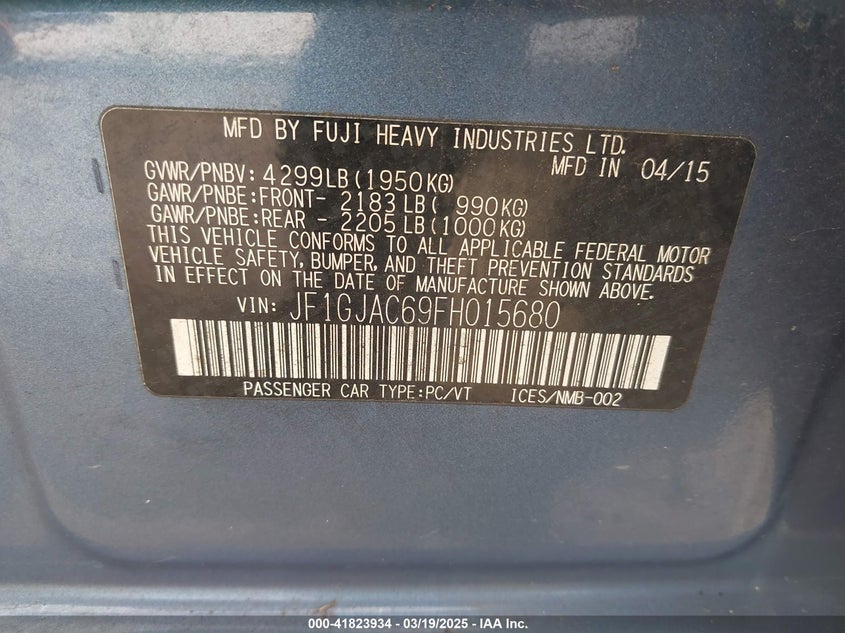 MFD BY FUJI HEAVY INDUSTRIES LTD.
MFD IN 04/15
GVWR/PNBV: 4299LB(1950KG)
GAWR/PNBE:FRONT- 2183LB( 990KG)
GAWR/PNBE:REAR - 2205LB(1000KG)
THIS VEHICLE CONFORMS TO ALL APPLICABLE FEDERAL MOTOR
VEHICLE SAFETY, BUMPER, AND THEFT PREVENTION STANDARDS
IN EFFECT ON THE DATE OF MANUFACTURE SHOWN ABOVE.
VIN: JF1GJAC69FH015680
PASSENGER CAR TYPE:PC/VT ICES/NMB-002
000-41823934 - 03/19/2025 - IAA Inc.